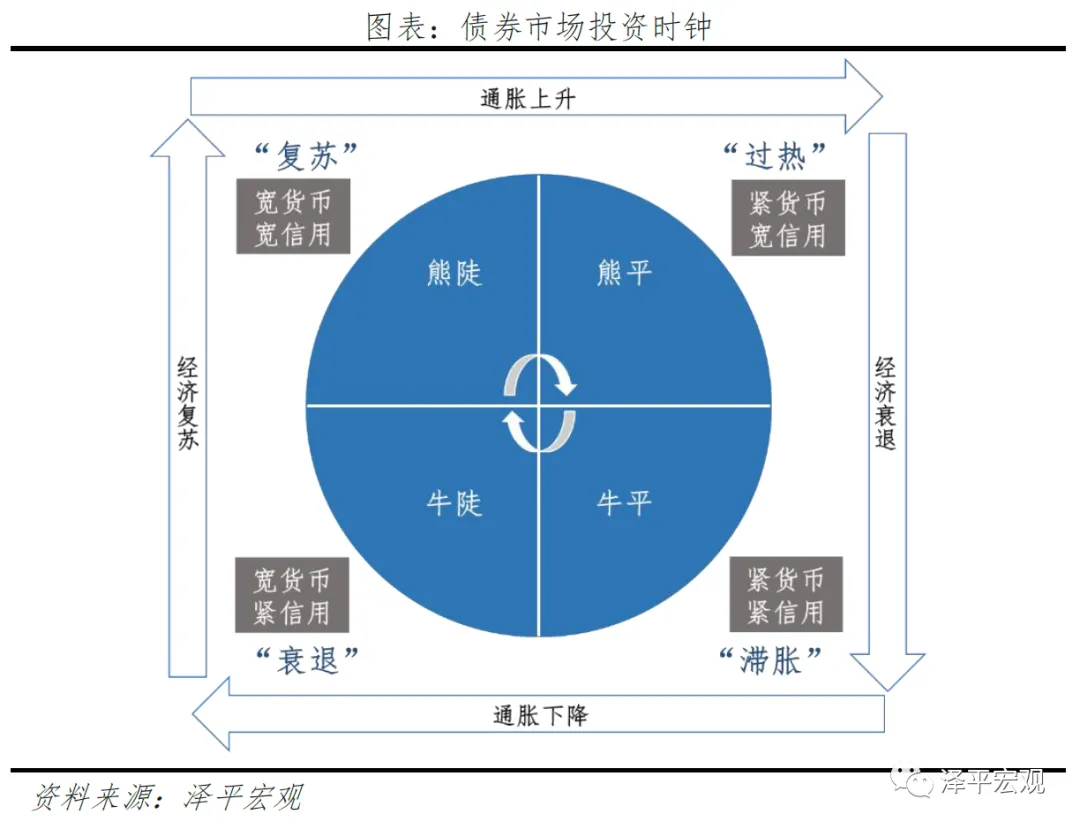 图表：债券市场投资时钟
通胀上升
“复苏”
“过热”
宽货币
宽信用
紧货币
宽信用
熊陡
熊平
经济复苏
经济衰退
牛陡
牛平
宽货币
紧信用
紧货币
紧信用
“衰退”
“滞胀”
通胀下降
泽平宏观
资料来源：泽平宏观